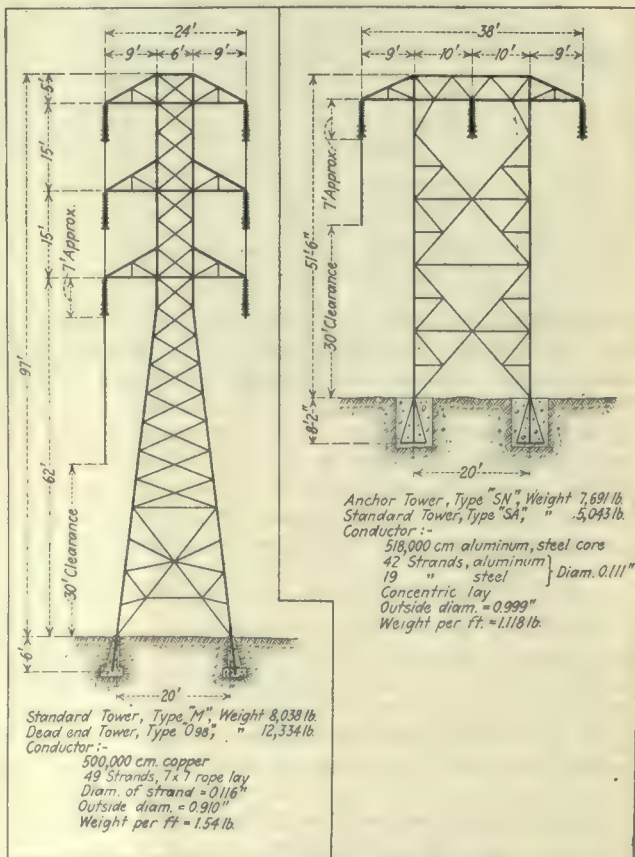 24'
9'
6'
9'
5'
15'
15'
7' Approx.
97'
62'
30' Clearance
6'
20'
Standard Tower, Type "M", Weight 8,038 lb.
Dead end Tower, Type "O98", " 12,334 lb.
Conductor :-
500,000 cm. copper
49 Strands, 7 x 7 rope lay
Diam. of strand = 0.116"
Outside diam. = 0.910"
Weight per ft = 1.54 lb.
38'
9'
10'
10'
9'
7' Approx.
51'-6"
30' Clearance
8'-2"
20'
Anchor Tower, Type "SN", Weight 7,691 lb.
Standard Tower, Type "SA", " 5,043 lb.
Conductor :-
518,000 cm aluminum, steel core
42 Strands, aluminum
19 " steel } Diam. 0.111"
Concentric lay
Outside diam. = 0.999"
Weight per ft. = 1.118 lb.